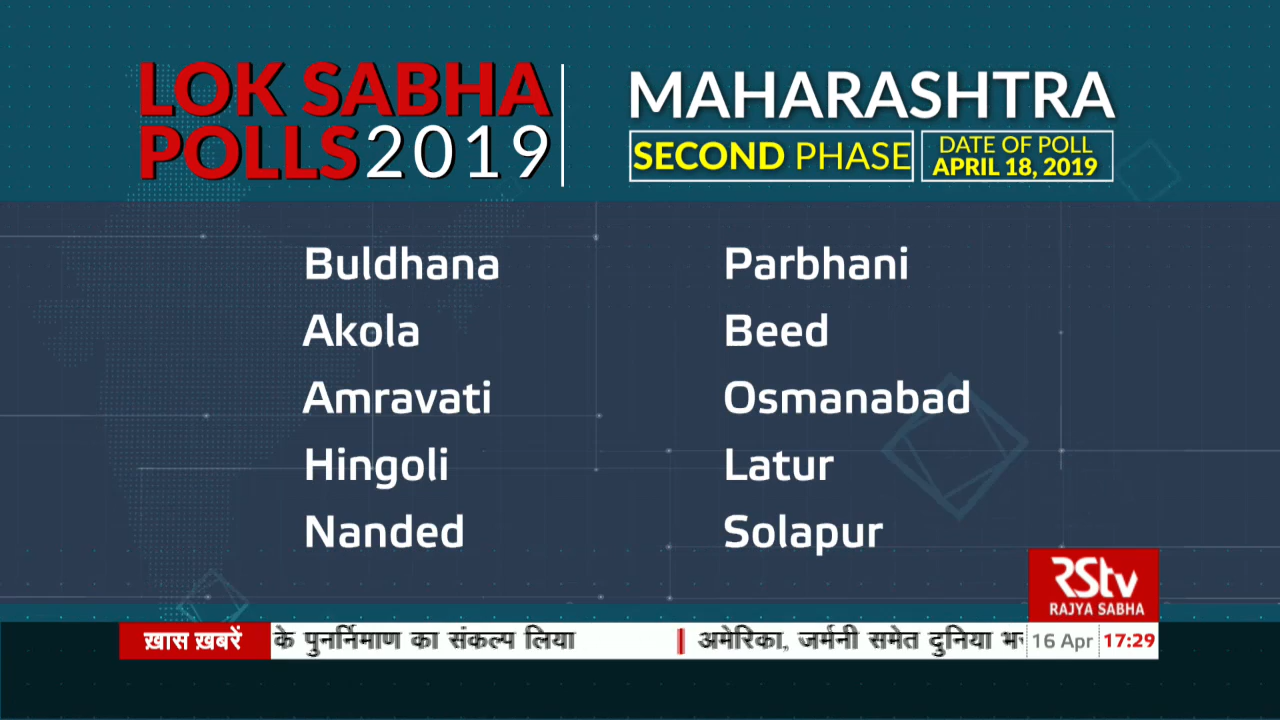 LOK SABHA
POLLS 2019
MAHARASHTRA
SECOND PHASE
DATE OF POLL
APRIL 18, 2019
Buldhana
Akola
Amravati
Hingoli
Nanded
Parbhani
Beed
Osmanabad
Latur
Solapur
RStv
RAJYA SABHA
ख़ास ख़बरें
के पुनर्निमाण का संकल्प लिया
अमेरिका, जर्मनी समेत दुनिया
16 Apr
17:29